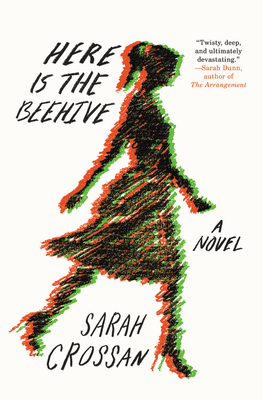 HERE
IS THE
BEEHIVE
“Twisty, deep,
and ultimately
devastating.”
—Sarah Dunn,
author of
The Arrangement
A
NOVEL
SARAH
CROSSAN